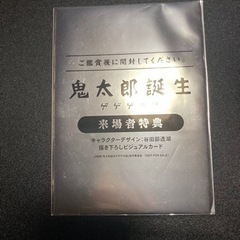 ご鑑賞後に開封してください。
鬼太郎誕生
ゲゲゲの謎
来場者特典
キャラクターデザイン:谷田部透湖
描き下ろしビジュアルカード